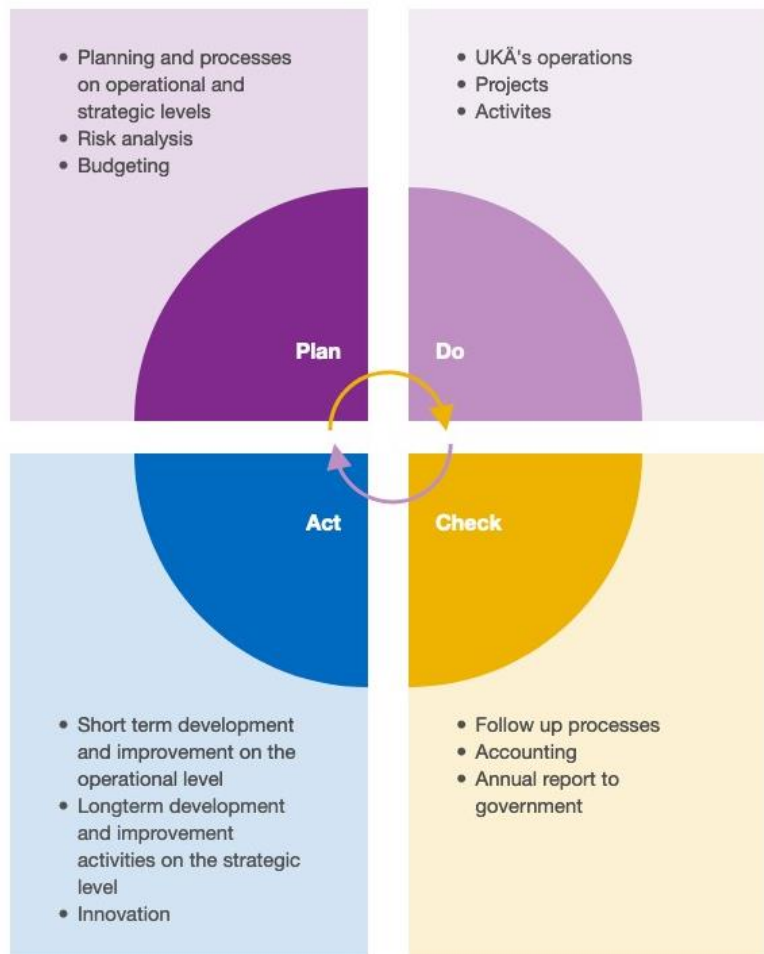 • Planning and processes
on operational and
strategic levels
• Risk analysis
• Budgeting
• UKÄ's operations
• Projects
• Activites
Plan
Do
Act
Check
• Short term development
and improvement on the
operational level
• Longterm development
and improvement
activities on the strategic
level
• Innovation
• Follow up processes
• Accounting
• Annual report to
government